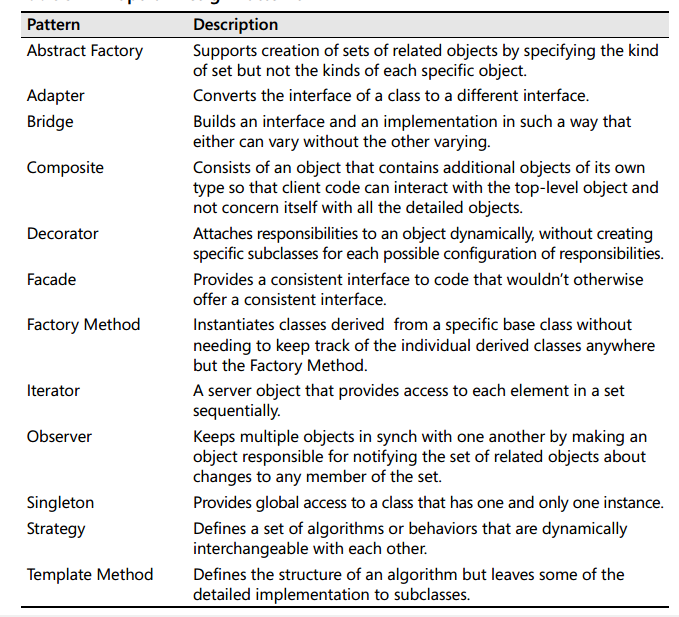 Pattern Description
Abstract Factory Supports creation of sets of related objects by specifying the kind
of set but not the kinds of each specific object.
Adapter Converts the interface of a class to a different interface.
Bridge Builds an interface and an implementation in such a way that
either can vary without the other varying.
Composite Consists of an object that contains additional objects of its own
type so that client code can interact with the top-level object and
not concern itself with all the detailed objects.
Decorator Attaches responsibilities to an object dynamically, without creating
specific subclasses for each possible configuration of responsibilities.
Facade Provides a consistent interface to code that wouldn’t otherwise
offer a consistent interface.
Factory Method Instantiates classes derived from a specific base class without
needing to keep track of the individual derived classes anywhere
but the Factory Method.
Iterator A server object that provides access to each element in a set
sequentially.
Observer Keeps multiple objects in synch with one another by making an
object responsible for notifying the set of related objects about
changes to any member of the set.
Singleton Provides global access to a class that has one and only one instance.
Strategy Defines a set of algorithms or behaviors that are dynamically
interchangeable with each other.
Template Method Defines the structure of an algorithm but leaves some of the
detailed implementation to subclasses.